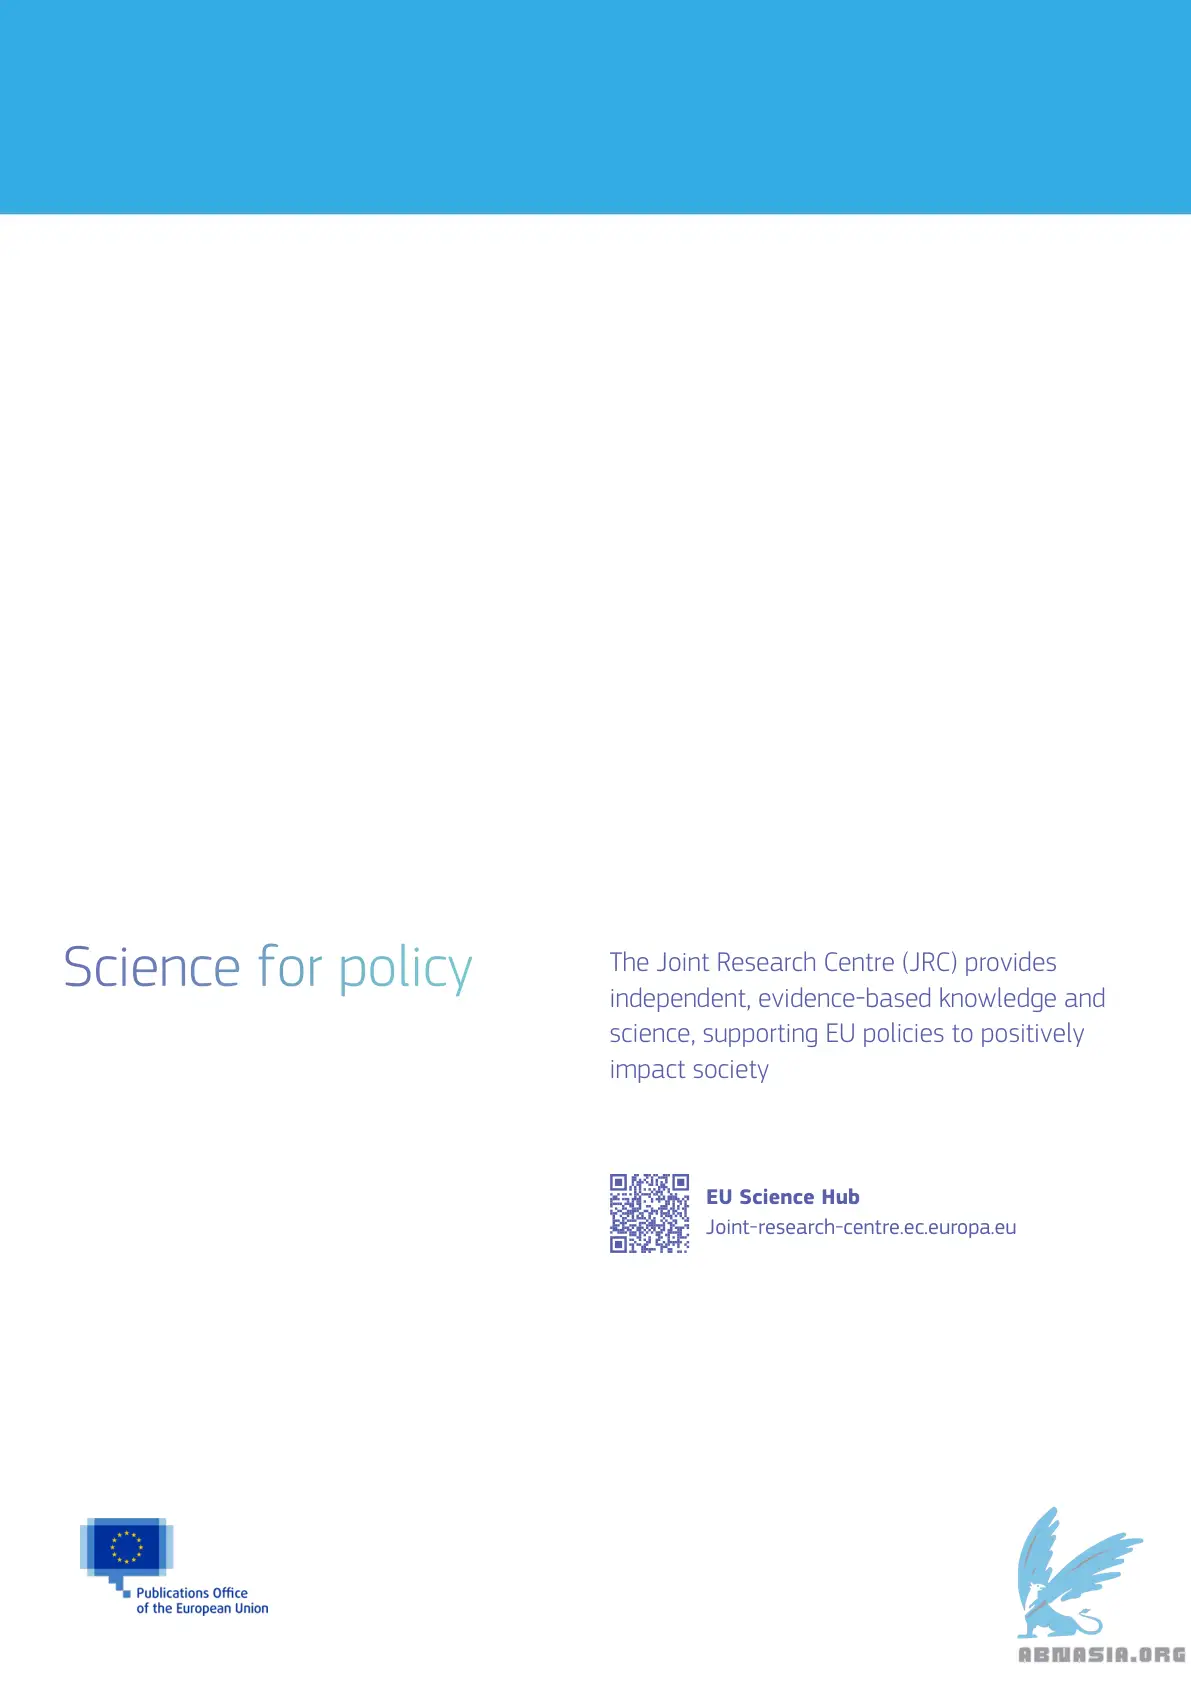 Science for policy
The Joint Research Centre (JRC) provides
independent, evidence-based knowledge and
science, supporting EU policies to positively
impact society
EU Science Hub
Joint-research-centre.ec.europa.eu
Publications Office
of the European Union
ABNASIA.ORG